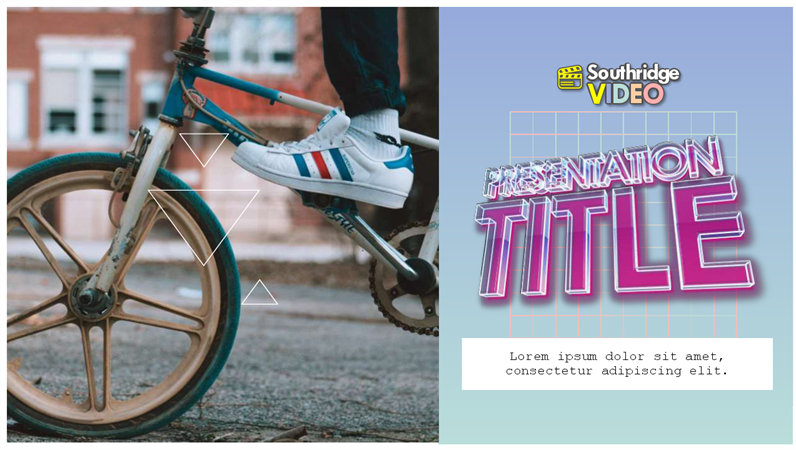 Southridge
VIDEO
PRESENTATION
TITLE
Lorem ipsum dolor sit amet,
consectetur adipiscing elit.